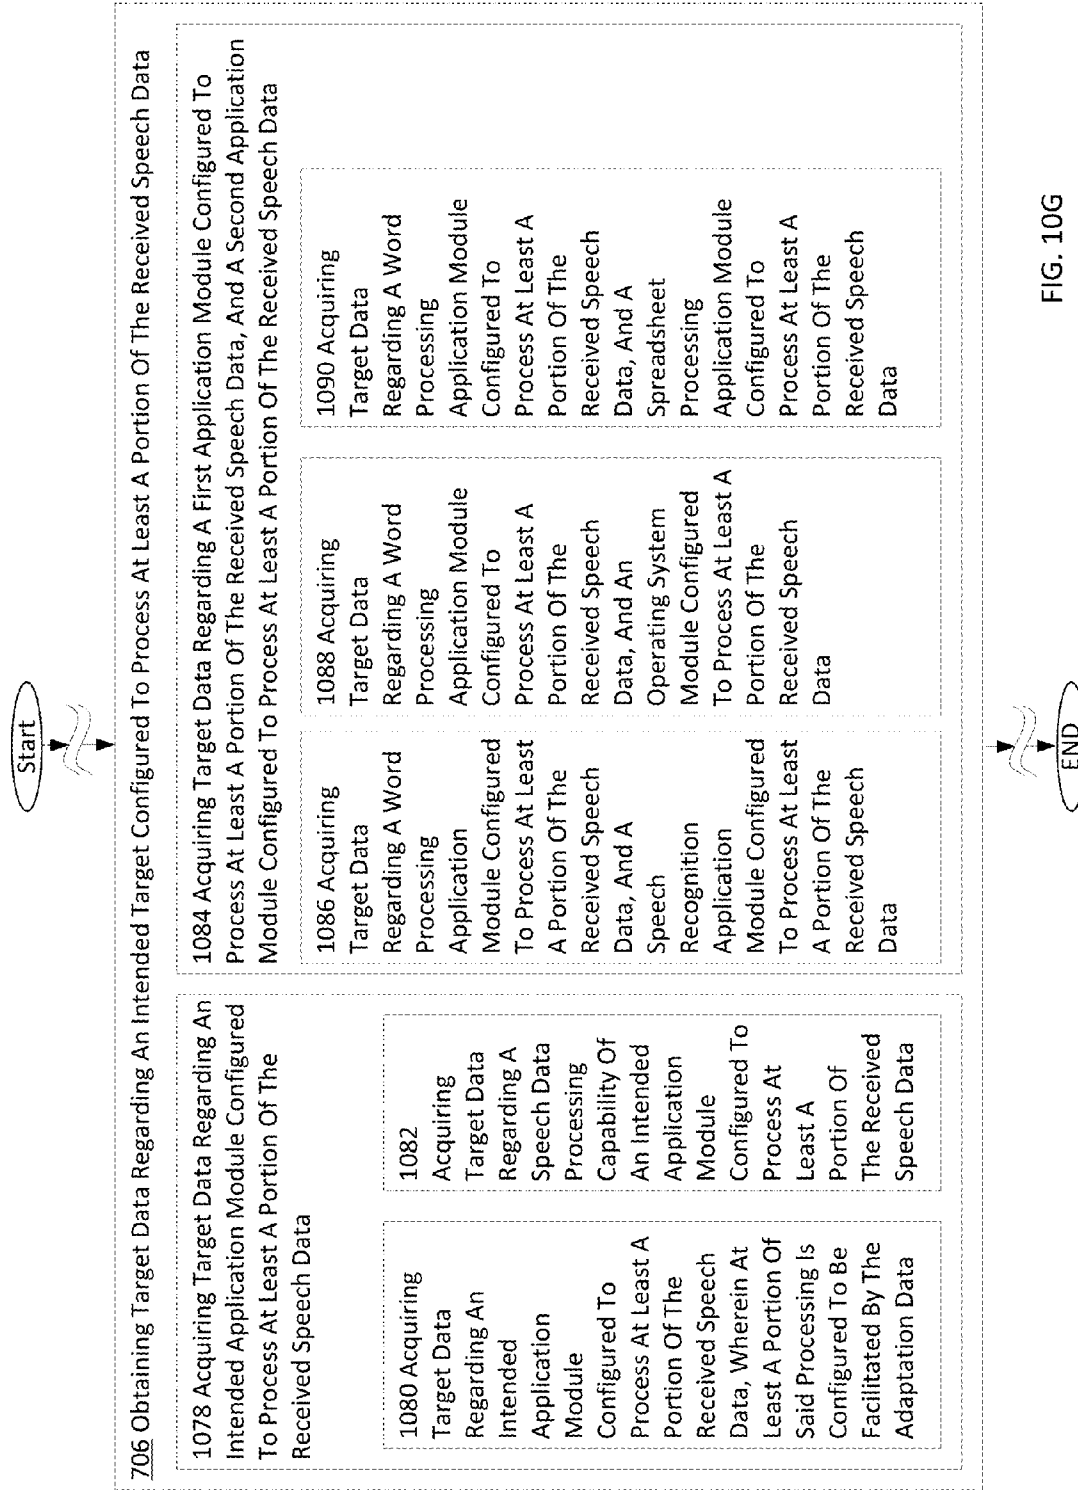 Start
706 Obtaining Target Data Regarding An Intended Target Configured To Process At Least A Portion Of The Received Speech Data
1078 Acquiring Target Data Regarding An
Intended Application Module Configured
To Process At Least A Portion Of The
Received Speech Data
1080 Acquiring
Target Data
Regarding An
Intended
Application
Module
Configured To
Process At Least A
Portion Of The
Received Speech
Data, Wherein At
Least A Portion Of
Said Processing Is
Configured To Be
Facilitated By The
Adaptation Data
1082
Acquiring
Target Data
Regarding A
Speech Data
Processing
Capability Of
An Intended
Application
Module
Configured To
Process At
Least A
Portion Of
The Received
Speech Data
1084 Acquiring Target Data Regarding A First Application Module Configured To
Process At Least A Portion Of The Received Speech Data, And A Second Application
Module Configured To Process At Least A Portion Of The Received Speech Data
1086 Acquiring
Target Data
Regarding A Word
Processing
Application
Module Configured
To Process At Least
A Portion Of The
Received Speech
Data, And A
Speech
Recognition
Application
Module Configured
To Process At Least
A Portion Of The
Received Speech
Data
1088 Acquiring
Target Data
Regarding A Word
Processing
Application Module
Configured To
Process At Least A
Portion Of The
Received Speech
Data, And An
Operating System
Module Configured
To Process At Least A
Portion Of The
Received Speech
Data
1090 Acquiring
Target Data
Regarding A Word
Processing
Application Module
Configured To
Process At Least A
Portion Of The
Received Speech
Data, And A
Spreadsheet
Processing
Application Module
Configured To
Process At Least A
Portion Of The
Received Speech
Data
END
FIG. 10G